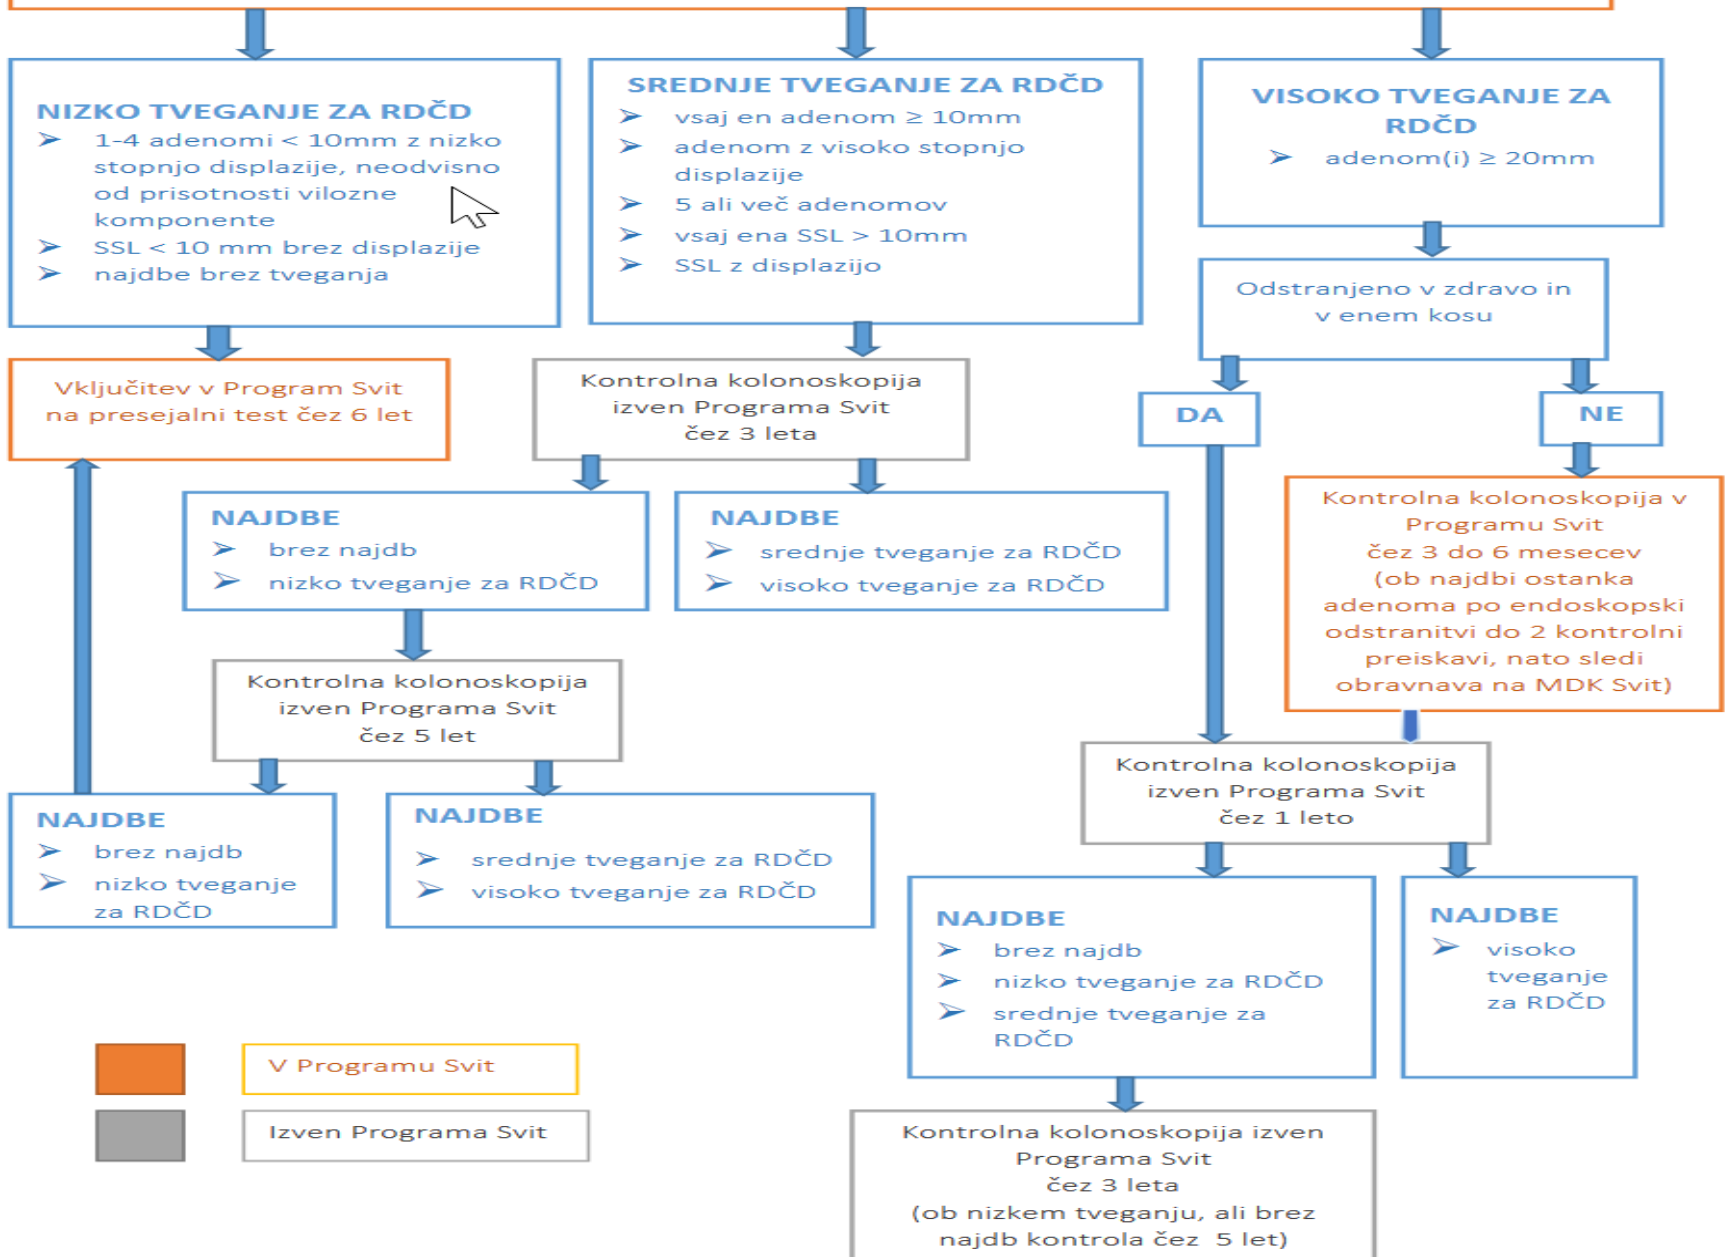 NIZKO TVEGANJE ZA RDČD
➢ 1-4 adenomi < 10mm z nizko
stopnjo displazije, neodvisno
od prisotnosti vilozne
komponente
➢ SSL < 10 mm brez displazije
➢ najdbe brez tveganja
SREDNJE TVEGANJE ZA RDČD
➢ vsaj en adenom ≥ 10mm
➢ adenom z visoko stopnjo
displazije
➢ 5 ali več adenomov
➢ vsaj ena SSL > 10mm
➢ SSL z displazijo
VISOKO TVEGANJE ZA
RDČD
➢ adenom(i) ≥ 20mm
Odstranjeno v zdravo in
v enem kosu
Vključitev v Program Svit
na presejalni test čez 6 let
Kontrolna kolonoskopija
izven Programa Svit
čez 3 leta
DA
NE
NAJDBE
➢ brez najdb
➢ nizko tveganje za RDČD
NAJDBE
➢ srednje tveganje za RDČD
➢ visoko tveganje za RDČD
Kontrolna kolonoskopija v
Programu Svit
čez 3 do 6 mesecev
(ob najdbi ostanka
adenoma po endoskopski
odstranitvi do 2 kontrolni
preiskavi, nato sledi
obravnava na MDK Svit)
Kontrolna kolonoskopija
izven Programa Svit
čez 5 let
Kontrolna kolonoskopija
izven Programa Svit
čez 1 leto
NAJDBE
➢ brez najdb
➢ nizko tveganje
za RDČD
NAJDBE
➢ srednje tveganje za RDČD
➢ visoko tveganje za RDČD
NAJDBE
➢ brez najdb
➢ nizko tveganje za RDČD
➢ srednje tveganje za
RDČD
NAJDBE
➢ visoko
tveganje
za RDČD
V Programu Svit
Izven Programa Svit
Kontrolna kolonoskopija izven
Programa Svit
čez 3 leta
(ob nizkem tveganju, ali brez
najdb kontrola čez 5 let)